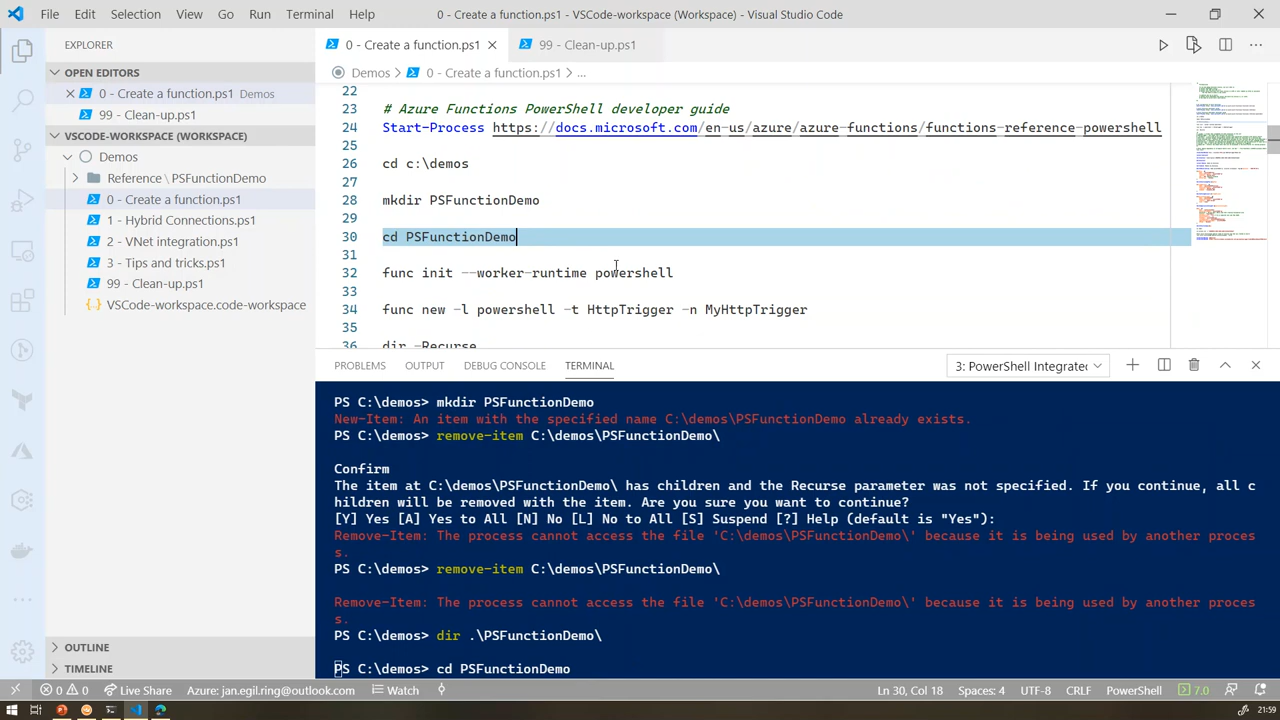 File Edit Selection View Go Run Terminal Help
0 - Create a function.ps1 - VSCode-workspace (Workspace) - Visual Studio Code
EXPLORER
OPEN EDITORS
0 - Create a function.ps1 Demos
99 - Clean-up.ps1
VSCODE-WORKSPACE (WORKSPACE)
Demos
Reference \ PSFunctionDemo
0 - Create a function.ps1
1 - Hybrid Connections.ps1
2 - VNet integration.ps1
3 - Tips and tricks.ps1
99 - Clean-up.ps1
VSCode-workspace.code-workspace
OUTLINE
TIMELINE
0 - Create a function.ps1
99 - Clean-up.ps1
Demos > 0 - Create a function.ps1 > ...
22
23 # Azure Functions PowerShell developer guide
24 Start-Process https://docs.microsoft.com/en-us/azure/azure-functions/functions-reference-powershell
25
26 cd c:\demos
27
28 mkdir PSFunctionDemo
29
30 cd PSFunctionDemo
31
32 func init --worker-runtime powershell
33
34 func new -l powershell -t HttpTrigger -n MyHttpTrigger
35
36 dir -Recurse
PROBLEMS OUTPUT DEBUG CONSOLE TERMINAL
3: PowerShell Integrated
PS C:\demos> mkdir PSFunctionDemo
New-Item: An item with the specified name C:\demos\PSFunctionDemo already exists.
PS C:\demos> remove-item C:\demos\PSFunctionDemo\
Confirm
The item at C:\demos\PSFunctionDemo\ has children and the Recurse parameter was not specified. If you continue, all c
hildren will be removed with the item. Are you sure you want to continue?
[Y] Yes [A] Yes to All [N] No [L] No to All [S] Suspend [?] Help (default is "Yes"):
Remove-Item: The process cannot access the file 'C:\demos\PSFunctionDemo\' because it is being used by another proces
s.
PS C:\demos> remove-item C:\demos\PSFunctionDemo\
Remove-Item: The process cannot access the file 'C:\demos\PSFunctionDemo\' because it is being used by another proces
s.
PS C:\demos> dir .\PSFunctionDemo\
PS C:\demos> cd PSFunctionDemo
0 0 Live Share Azure: jan.egil.ring@outlook.com Watch
Ln 30, Col 18 Spaces: 4 UTF-8 CRLF PowerShell 7.0
21:59